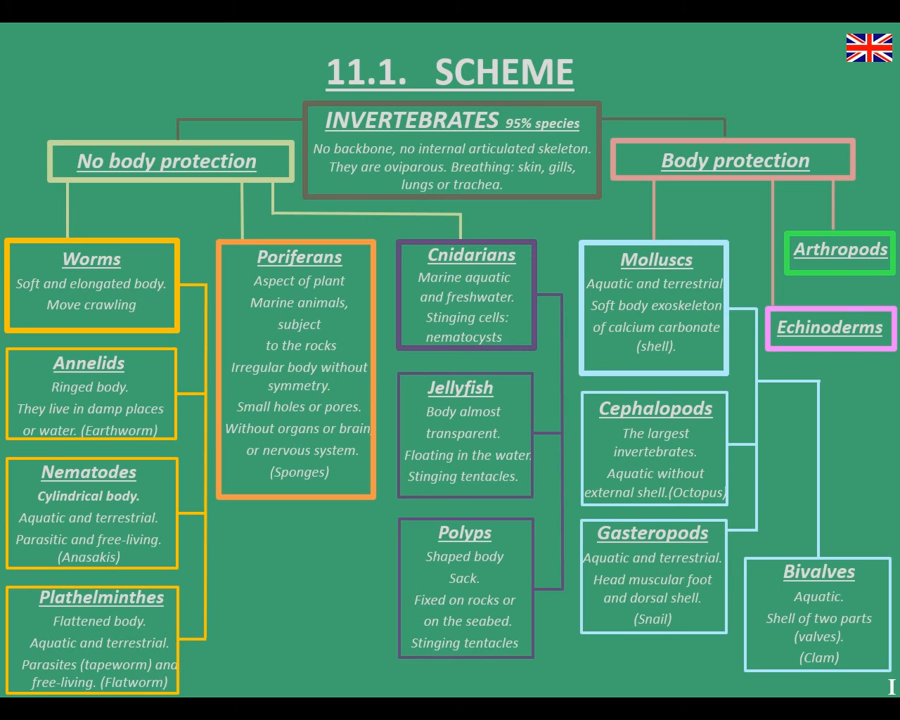 11.1. SCHEME
INVERTEBRATES 95% species
No backbone, no internal articulated skeleton.
They are oviparous. Breathing: skin, gills,
lungs or trachea.
No body protection
Body protection
Worms
Soft and elongated body.
Move crawling
Annelids
Ringed body.
They live in damp places
or water. (Earthworm)
Nematodes
Cylindrical body.
Aquatic and terrestrial.
Parasitic and free-living.
(Anasakis)
Plathelminthes
Flattened body.
Aquatic and terrestrial.
Parasites (tapeworm) and
free-living. (Flatworm)
Poriferans
Aspect of plant
Marine animals,
subject
to the rocks
Irregular body without
symmetry.
Small holes or pores.
Without organs or brain
or nervous system.
(Sponges)
Cnidarians
Marine aquatic
and freshwater.
Stinging cells:
nematocysts
Jellyfish
Body almost
transparent.
Floating in the water.
Stinging tentacles.
Polyps
Shaped body
Sack.
Fixed on rocks or
on the seabed.
Stinging tentacles
Molluscs
Aquatic and terrestrial
Soft body exoskeleton
of calcium carbonate
(shell).
Cephalopods
The largest
invertebrates.
Aquatic without
external shell.(Octopus)
Gasteropods
Aquatic and terrestrial.
Head muscular foot
and dorsal shell.
(Snail)
Bivalves
Aquatic.
Shell of two parts
(valves).
(Clam)
Arthropods
Echinoderms
I